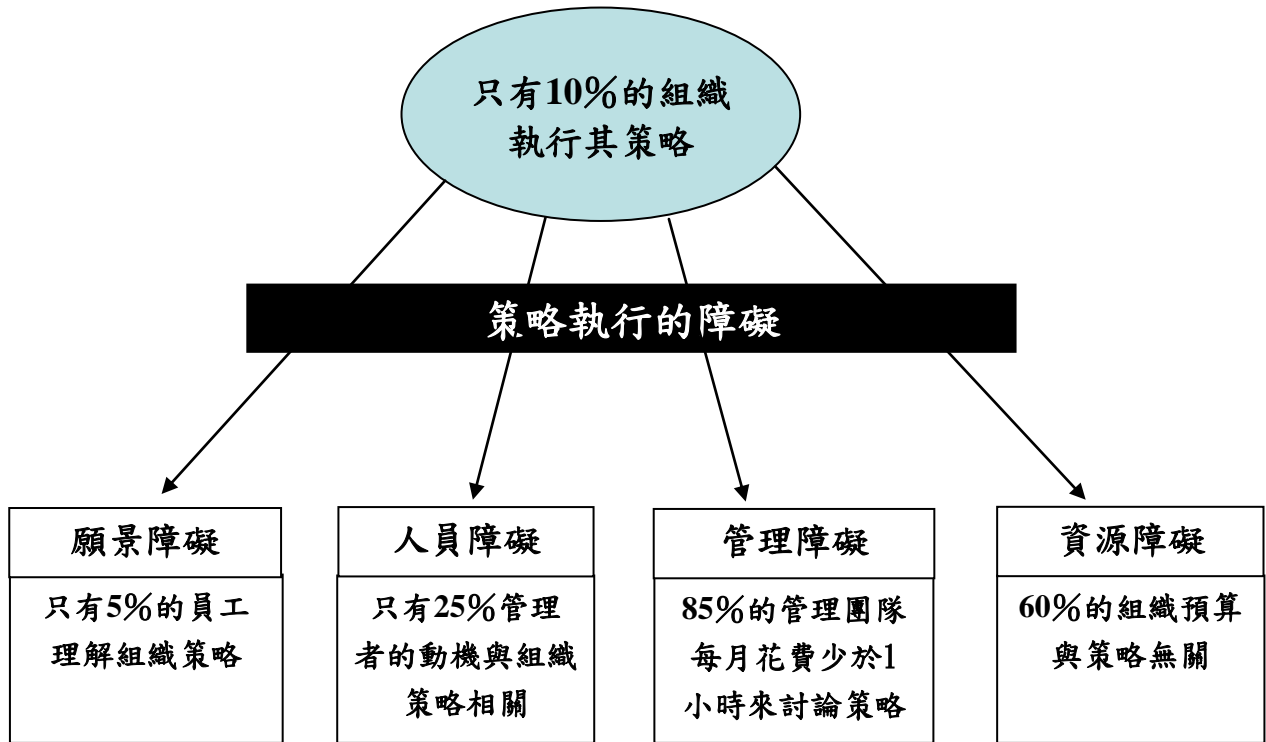 只有10%的組織
執行其策略
策略執行的障礙
願景障礙
只有5%的員工
理解組織策略
人員障礙
只有25%管理
者的動機與組織
策略相關
管理障礙
85%的管理團隊
每月花費少於1
小時來討論策略
資源障礙
60%的組織預算
與策略無關